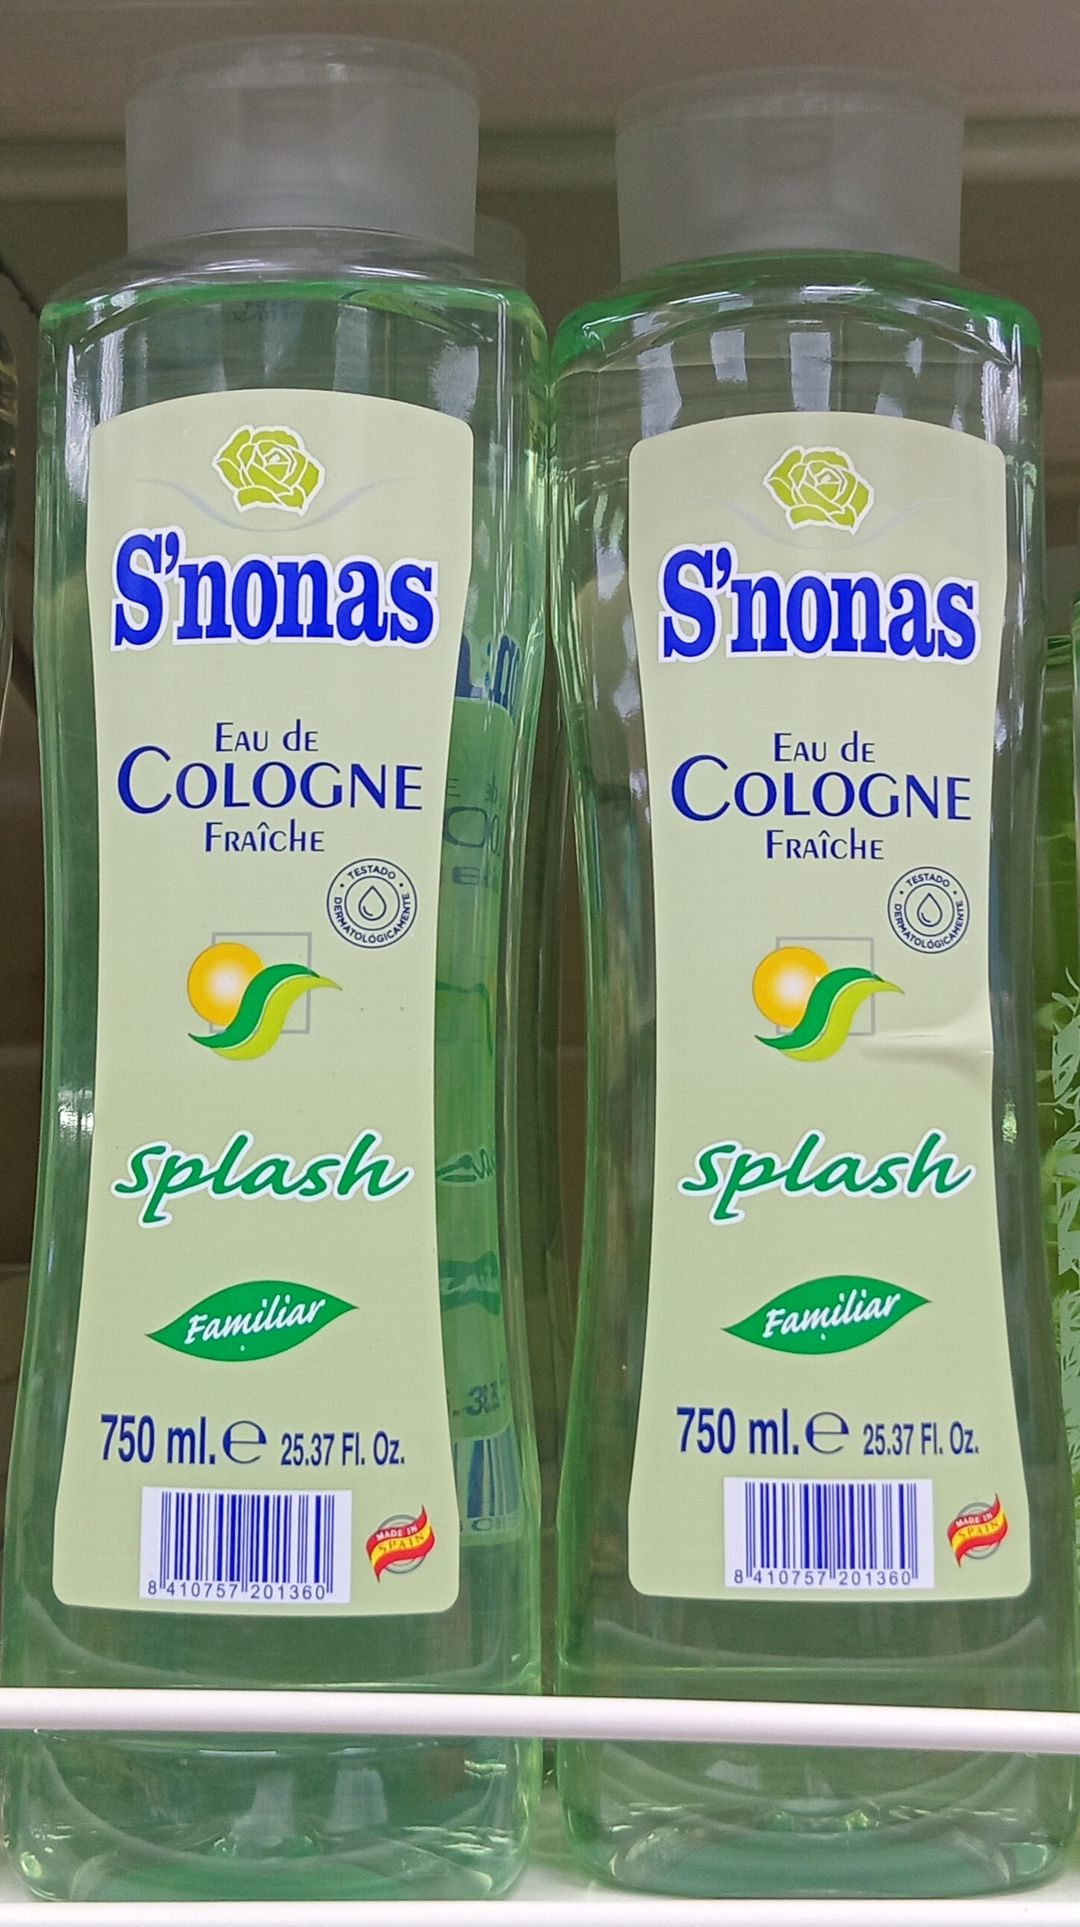 S'nonas
Eau de
Cologne
Fraîche
TESTADO
DERMATOLÓGICAMENTE
splash
Familiar
750 ml. ℮ 25.37 Fl. Oz.
8 410757 201360
MADE IN
SPAIN
S'nonas
Eau de
Cologne
Fraîche
TESTADO
DERMATOLÓGICAMENTE
splash
Familiar
750 ml. ℮ 25.37 Fl. Oz.
8 410757 201360
MADE IN
SPAIN